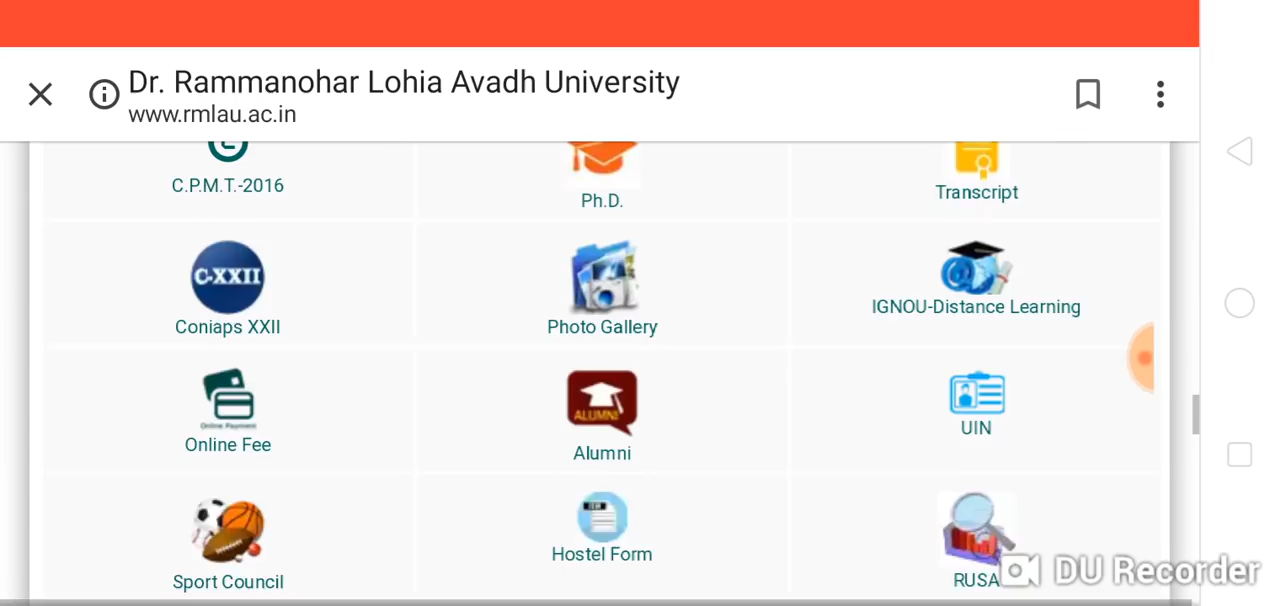 Dr. Rammanohar Lohia Avadh University
www.rmlau.ac.in
C.P.M.T.-2016
Ph.D.
Transcript
C-XXII
Coniaps XXII
Photo Gallery
IGNOU-Distance Learning
Online Payment
Online Fee
ALUMNI
Alumni
UIN
Sport Council
Hostel Form
RUSA
DU Recorder